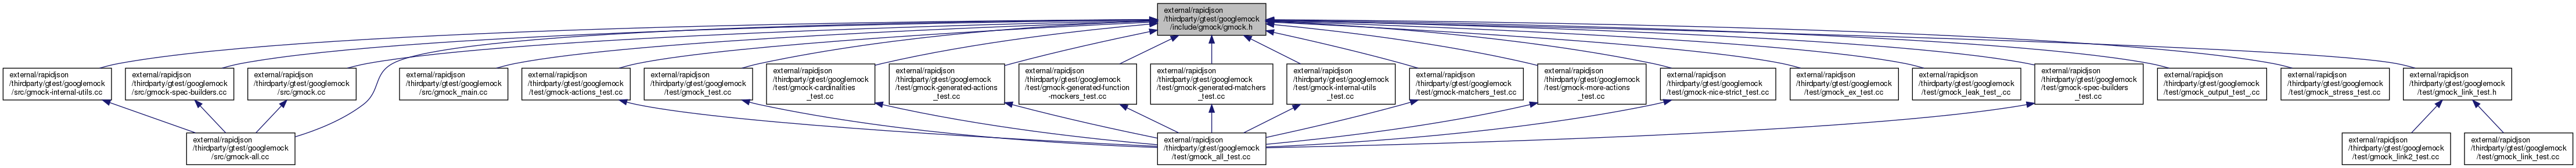 external/rapidjson
/thirdparty/gtest/googlemock
/include/gmock/gmock.h
external/rapidjson
/thirdparty/gtest/googlemock
/src/gmock-internal-utils.cc
external/rapidjson
/thirdparty/gtest/googlemock
/src/gmock-spec-builders.cc
external/rapidjson
/thirdparty/gtest/googlemock
/src/gmock.cc
external/rapidjson
/thirdparty/gtest/googlemock
/src/gmock_main.cc
external/rapidjson
/thirdparty/gtest/googlemock
/test/gmock-actions_test.cc
external/rapidjson
/thirdparty/gtest/googlemock
/test/gmock_test.cc
external/rapidjson
/thirdparty/gtest/googlemock
/test/gmock-cardinalities
_test.cc
external/rapidjson
/thirdparty/gtest/googlemock
/test/gmock-generated-actions
_test.cc
external/rapidjson
/thirdparty/gtest/googlemock
/test/gmock-generated-function
-mockers_test.cc
external/rapidjson
/thirdparty/gtest/googlemock
/test/gmock-generated-matchers
_test.cc
external/rapidjson
/thirdparty/gtest/googlemock
/test/gmock-internal-utils
_test.cc
external/rapidjson
/thirdparty/gtest/googlemock
/test/gmock-matchers_test.cc
external/rapidjson
/thirdparty/gtest/googlemock
/test/gmock-more-actions
_test.cc
external/rapidjson
/thirdparty/gtest/googlemock
/test/gmock-nice-strict_test.cc
external/rapidjson
/thirdparty/gtest/googlemock
/test/gmock_ex_test.cc
external/rapidjson
/thirdparty/gtest/googlemock
/test/gmock_leak_test_.cc
external/rapidjson
/thirdparty/gtest/googlemock
/test/gmock-spec-builders
_test.cc
external/rapidjson
/thirdparty/gtest/googlemock
/test/gmock_output_test_.cc
external/rapidjson
/thirdparty/gtest/googlemock
/test/gmock_stress_test.cc
external/rapidjson
/thirdparty/gtest/googlemock
/test/gmock_link_test.h
external/rapidjson
/thirdparty/gtest/googlemock
/src/gmock-all.cc
external/rapidjson
/thirdparty/gtest/googlemock
/test/gmock_all_test.cc
external/rapidjson
/thirdparty/gtest/googlemock
/test/gmock_link2_test.cc
external/rapidjson
/thirdparty/gtest/googlemock
/test/gmock_link_test.cc